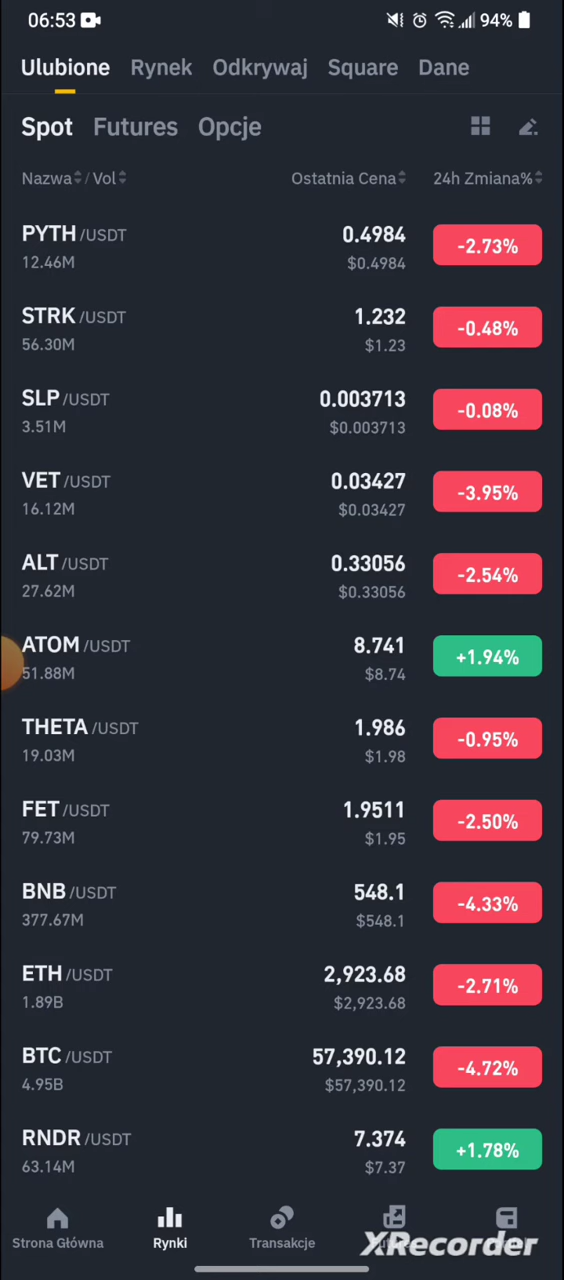 06:53 94%
Ulubione Rynek Odkrywaj Square Dane
Spot Futures Opcje
Nazwa / Vol Ostatnia Cena 24h Zmiana%
PYTH /USDT 0.4984 -2.73%
12.46M $0.4984
STRK /USDT 1.232 -0.48%
56.30M $1.23
SLP /USDT 0.003713 -0.08%
3.51M $0.003713
VET /USDT 0.03427 -3.95%
16.12M $0.03427
ALT /USDT 0.33056 -2.54%
27.62M $0.33056
ATOM /USDT 8.741 +1.94%
51.88M $8.74
THETA /USDT 1.986 -0.95%
19.03M $1.98
FET /USDT 1.9511 -2.50%
79.73M $1.95
BNB /USDT 548.1 -4.33%
377.67M $548.1
ETH /USDT 2,923.68 -2.71%
1.89B $2,923.68
BTC /USDT 57,390.12 -4.72%
4.95B $57,390.12
RNDR /USDT 7.374 +1.78%
63.14M $7.37
Strona Główna Rynki Transakcje
XRecorder